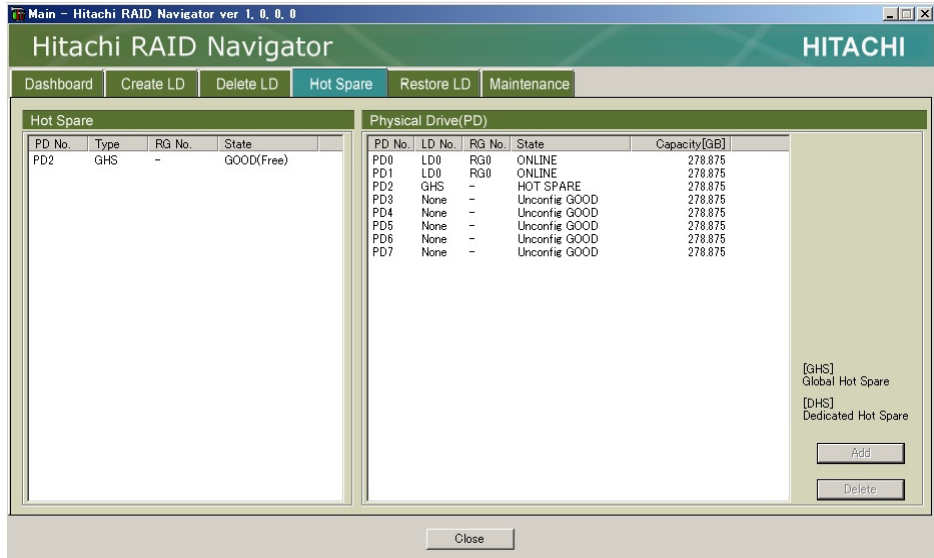 Main - Hitachi RAID Navigator ver 1. 0. 0. 0
Hitachi RAID Navigator HITACHI
Dashboard Create LD Delete LD Hot Spare Restore LD Maintenance
Hot Spare
PD No. Type RG No. State
PD2 GHS - GOOD(Free)
Physical Drive(PD)
PD No. LD No. RG No. State Capacity[GB]
PD0 LD0 RG0 ONLINE 278.875
PD1 LD0 RG0 ONLINE 278.875
PD2 GHS - HOT SPARE 278.875
PD3 None - Unconfig GOOD 278.875
PD4 None - Unconfig GOOD 278.875
PD5 None - Unconfig GOOD 278.875
PD6 None - Unconfig GOOD 278.875
PD7 None - Unconfig GOOD 278.875
[GHS]
Global Hot Spare
[DHS]
Dedicated Hot Spare
Add
Delete
Close